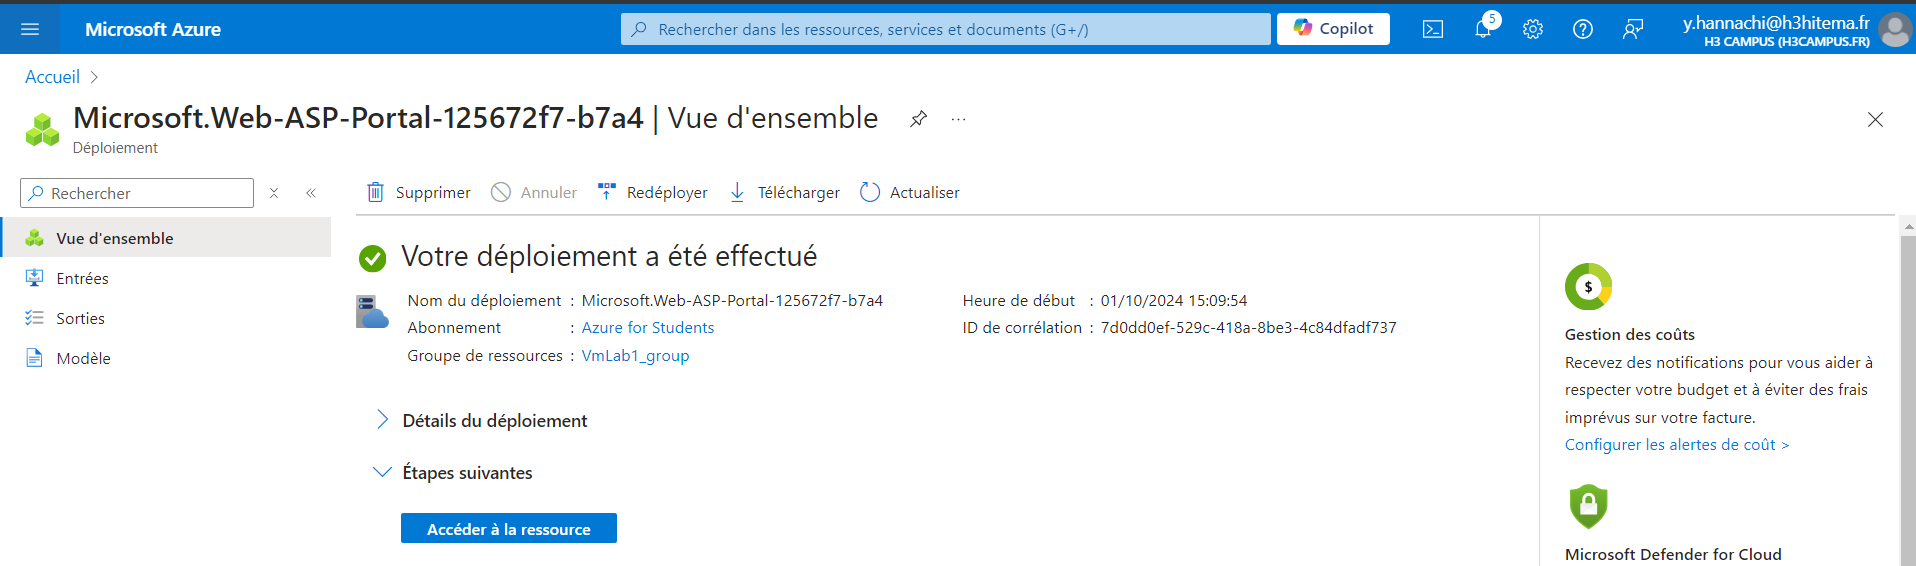 Microsoft Azure
Rechercher dans les ressources, services et documents (G+/)
Copilot
5
y.hannachi@h3hitema.fr
H3 CAMPUS (H3CAMPUS.FR)
Accueil
Microsoft.Web-ASP-Portal-125672f7-b7a4 | Vue d'ensemble
Déploiement
Rechercher
Supprimer
Annuler
Redéployer
Télécharger
Actualiser
Vue d'ensemble
Entrées
Sorties
Modèle
Votre déploiement a été effectué
Nom du déploiement : Microsoft.Web-ASP-Portal-125672f7-b7a4
Abonnement : Azure for Students
Groupe de ressources : VmLab1_group
Heure de début : 01/10/2024 15:09:54
ID de corrélation : 7d0dd0ef-529c-418a-8be3-4c84dfadf737
Détails du déploiement
Étapes suivantes
Accéder à la ressource
$
Gestion des coûts
Recevez des notifications pour vous aider à
respecter votre budget et à éviter des frais
imprévus sur votre facture.
Configurer les alertes de coût >
Microsoft Defender for Cloud